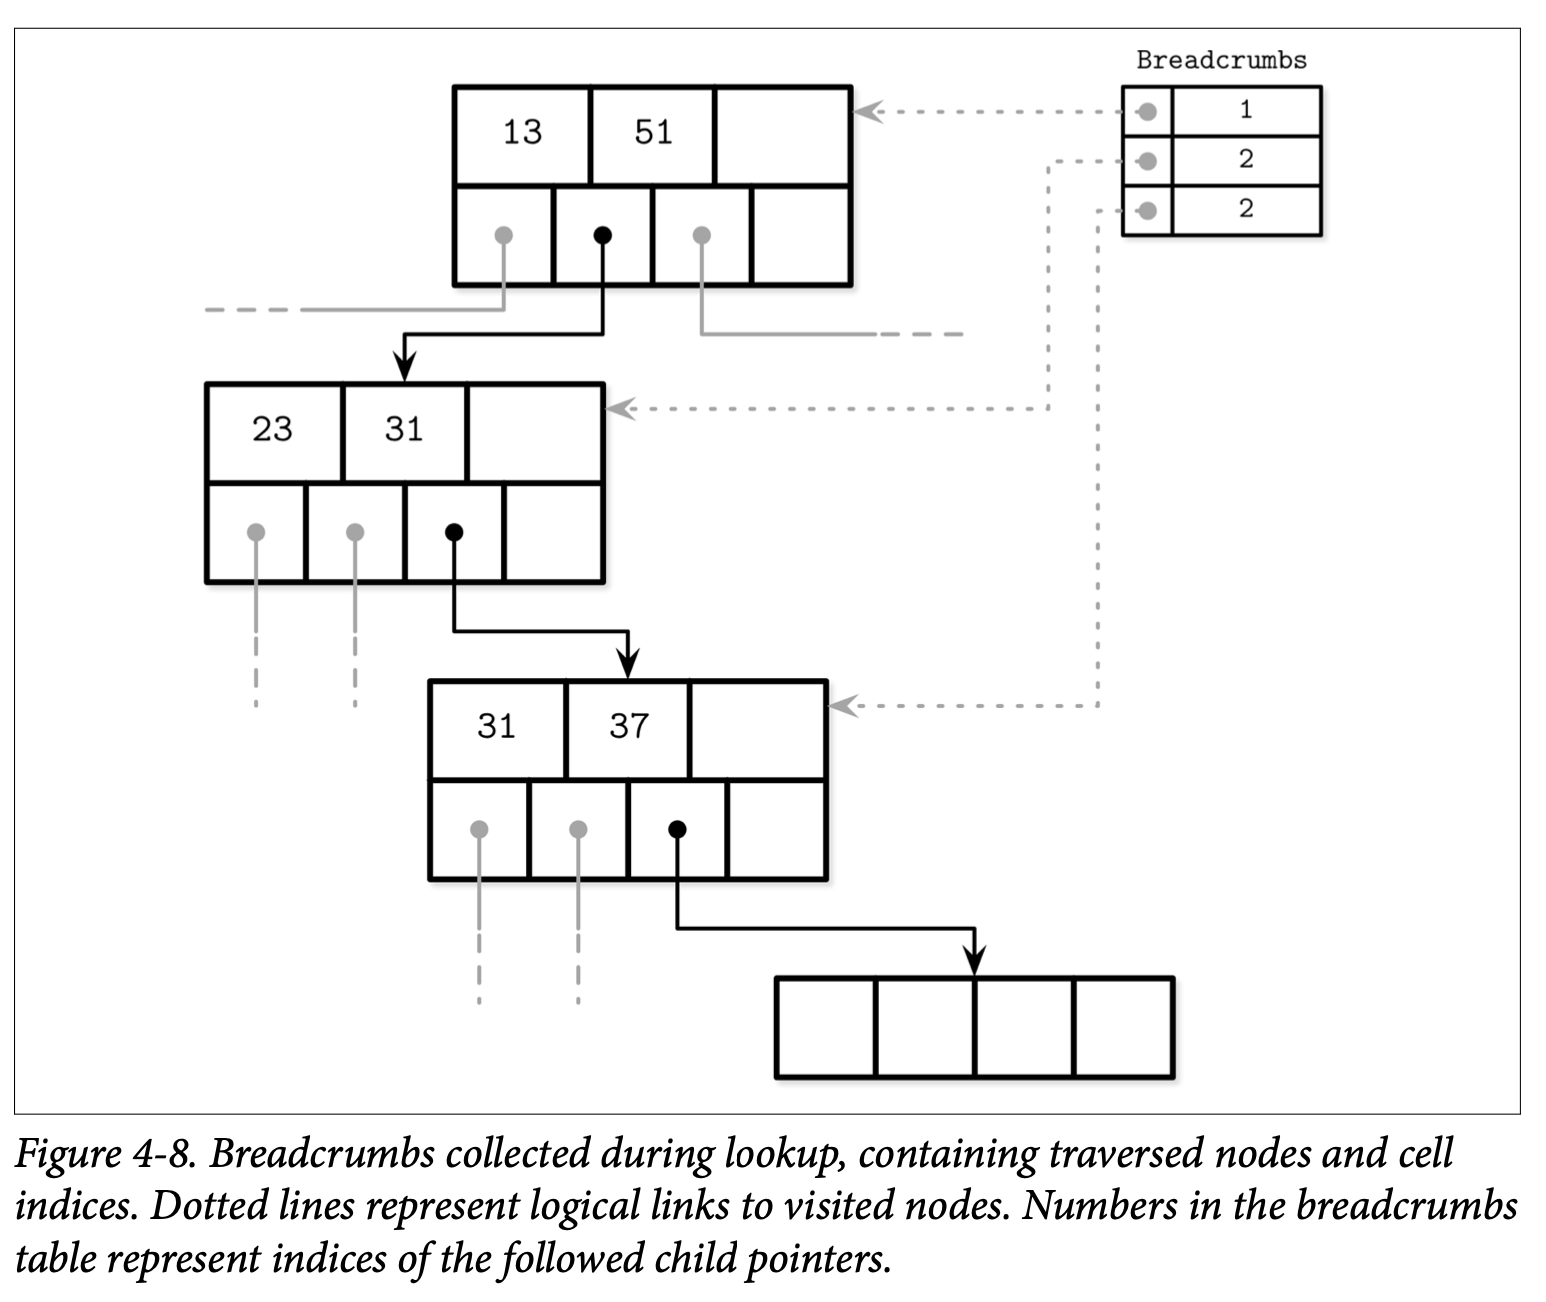 Breadcrumbs
1
2
2
13 51
23 31
31 37
Figure 4-8. Breadcrumbs collected during lookup, containing traversed nodes and cell
indices. Dotted lines represent logical links to visited nodes. Numbers in the breadcrumbs
table represent indices of the followed child pointers.